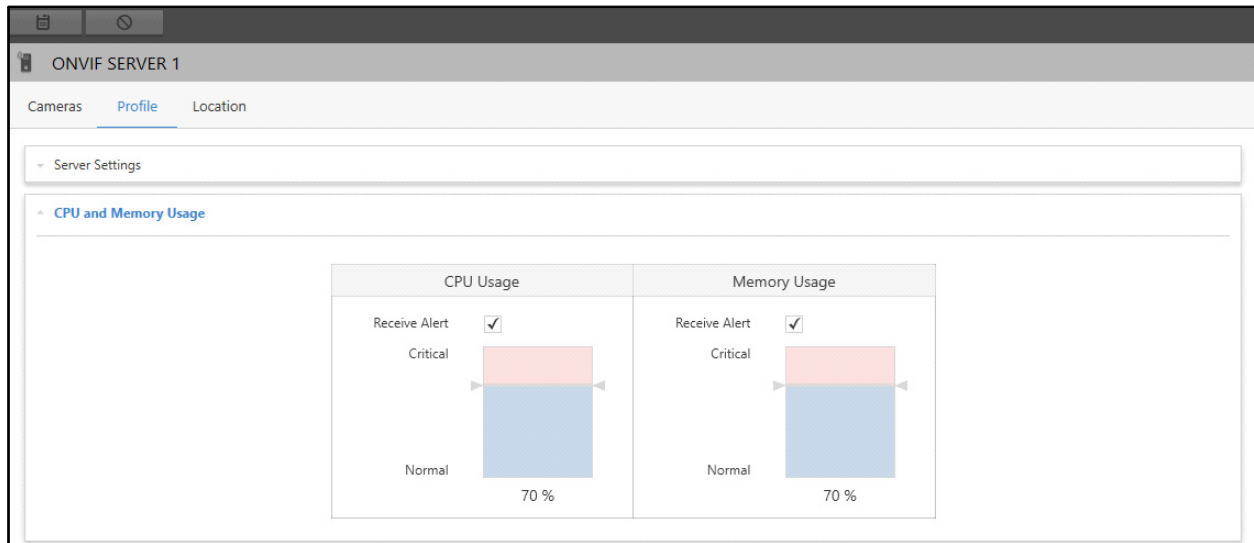 ONVIF SERVER 1
Cameras Profile Location
Server Settings
CPU and Memory Usage
CPU Usage Memory Usage
Receive Alert Receive Alert
Critical Critical
Normal Normal
70 % 70 %